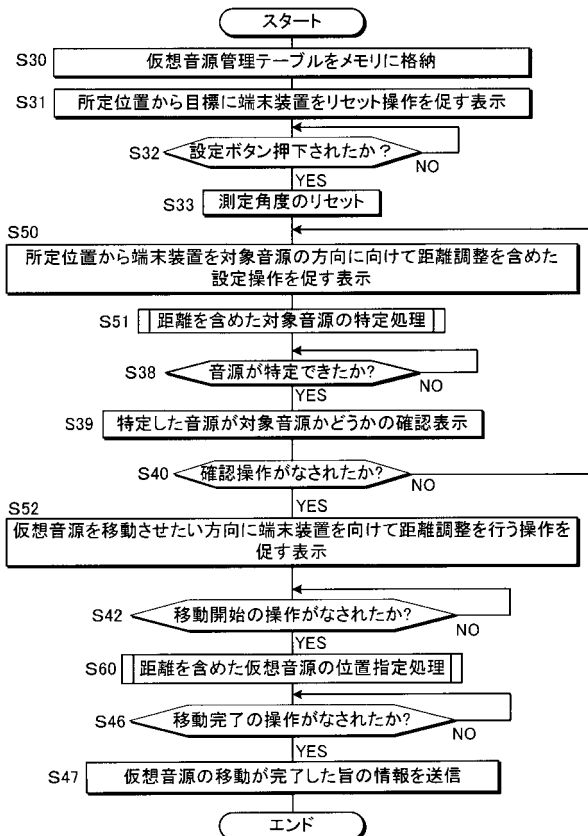 スタート
S30
仮想音源管理テーブルをメモリに格納
S31
所定位置から目標に端末装置をリセット操作を促す表示
S32
設定ボタン押下されたか?
NO
YES
S33
測定角度のリセット
S50
所定位置から端末装置を対象音源の方向に向けて距離調整を含めた
設定操作を促す表示
S51
距離を含めた対象音源の特定処理
S38
音源が特定できたか?
NO
YES
S39
特定した音源が対象音源かどうかの確認表示
S40
確認操作がなされたか?
NO
YES
S52
仮想音源を移動させたい方向に端末装置を向けて距離調整を行う操作を
促す表示
S42
移動開始の操作がなされたか?
NO
YES
S60
距離を含めた仮想音源の位置指定処理
S46
移動完了の操作がなされたか?
NO
YES
S47
仮想音源の移動が完了した旨の情報を送信
エンド